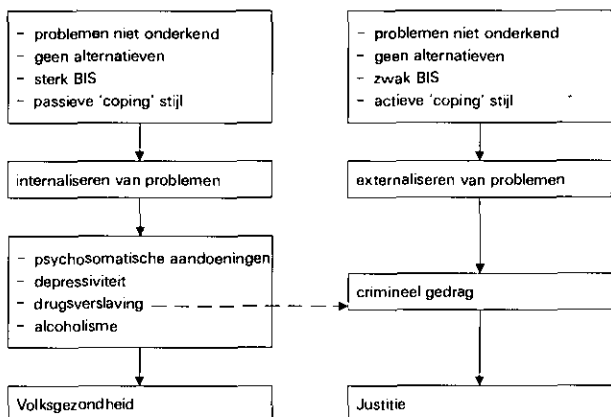 – problemen niet onderkend
– geen alternatieven
– sterk BIS
– passieve 'coping' stijl
– problemen niet onderkend
– geen alternatieven
– zwak BIS
– actieve 'coping' stijl
internaliseren van problemen
externaliseren van problemen
– psychosomatische aandoeningen
– depressiviteit
– drugsverslaving
– alcoholisme
crimineel gedrag
Volksgezondheid
Justitie